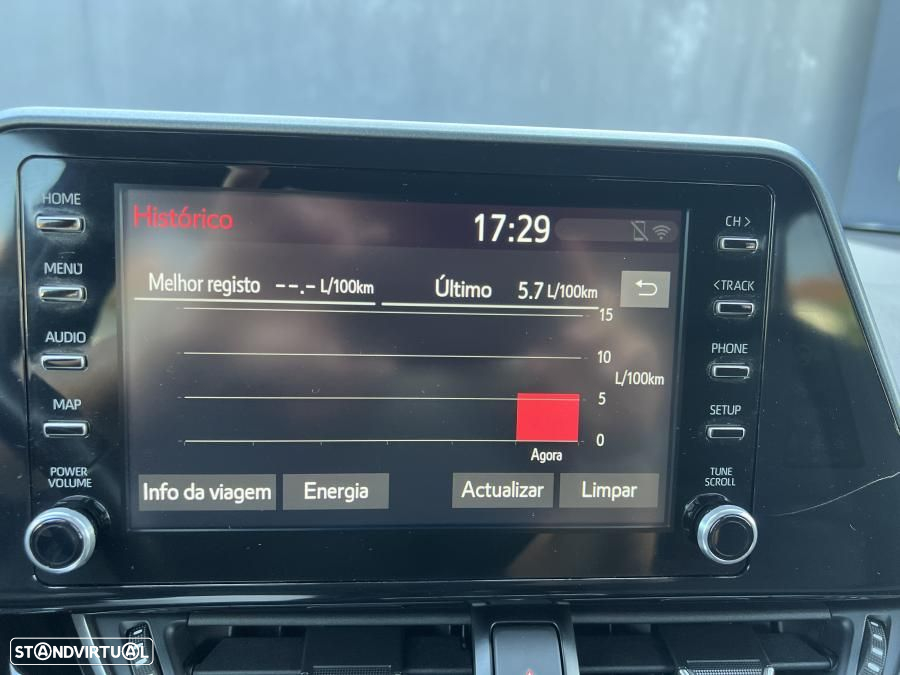 HOME
MENU
AUDIO
MAP
POWER
VOLUME
Histórico 17:29
Melhor registo --.- L/100km Último 5.7 L/100km
15
10
L/100km
5
0
Agora
Info da viagem Energia Actualizar Limpar
CH >
< TRACK
PHONE
SETUP
TUNE
SCROLL
STANDVIRTUAL